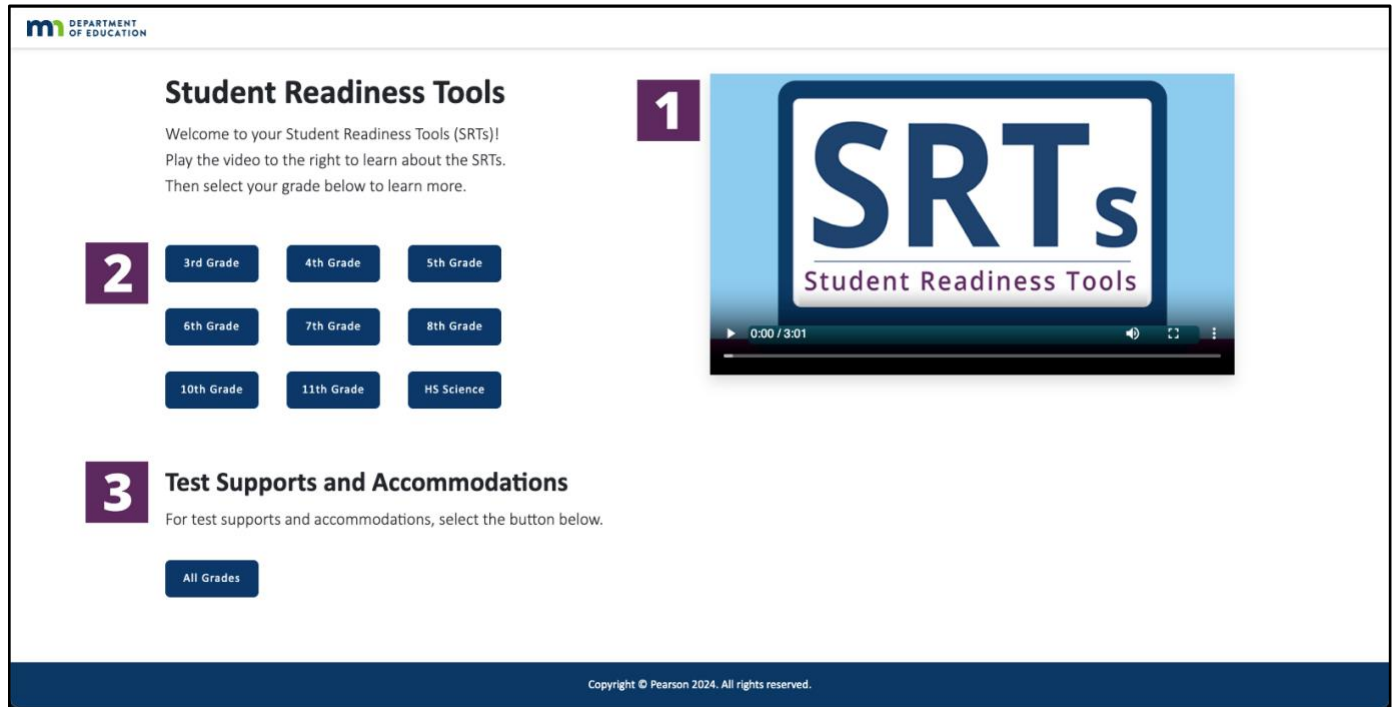 mn DEPARTMENT
OF EDUCATION
Student Readiness Tools
Welcome to your Student Readiness Tools (SRTs)!
Play the video to the right to learn about the SRTs.
Then select your grade below to learn more.
1
SRTs
Student Readiness Tools
0:00 / 3:01
2
3rd Grade 4th Grade 5th Grade
6th Grade 7th Grade 8th Grade
10th Grade 11th Grade HS Science
3
Test Supports and Accommodations
For test supports and accommodations, select the button below.
All Grades
Copyright © Pearson 2024. All rights reserved.